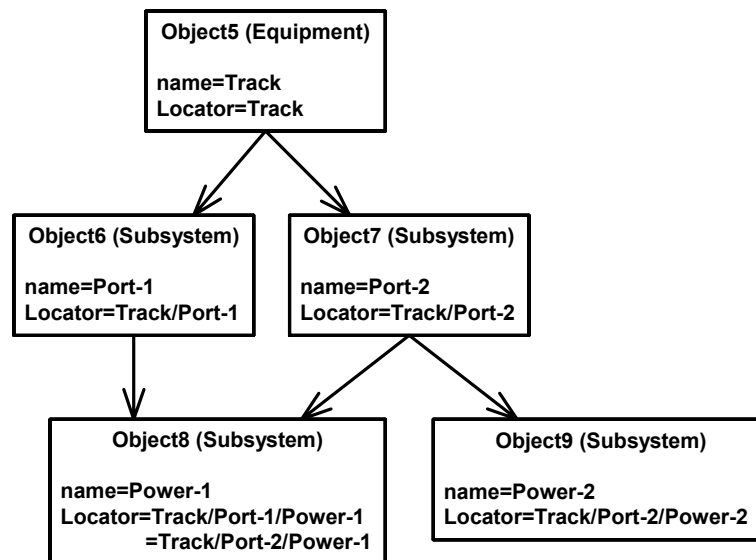 Object5 (Equipment)
name=Track
Locator=Track
Object6 (Subsystem)
name=Port-1
Locator=Track/Port-1
Object7 (Subsystem)
name=Port-2
Locator=Track/Port-2
Object8 (Subsystem)
name=Power-1
Locator=Track/Port-1/Power-1
=Track/Port-2/Power-1
Object9 (Subsystem)
name=Power-2
Locator=Track/Port-2/Power-2